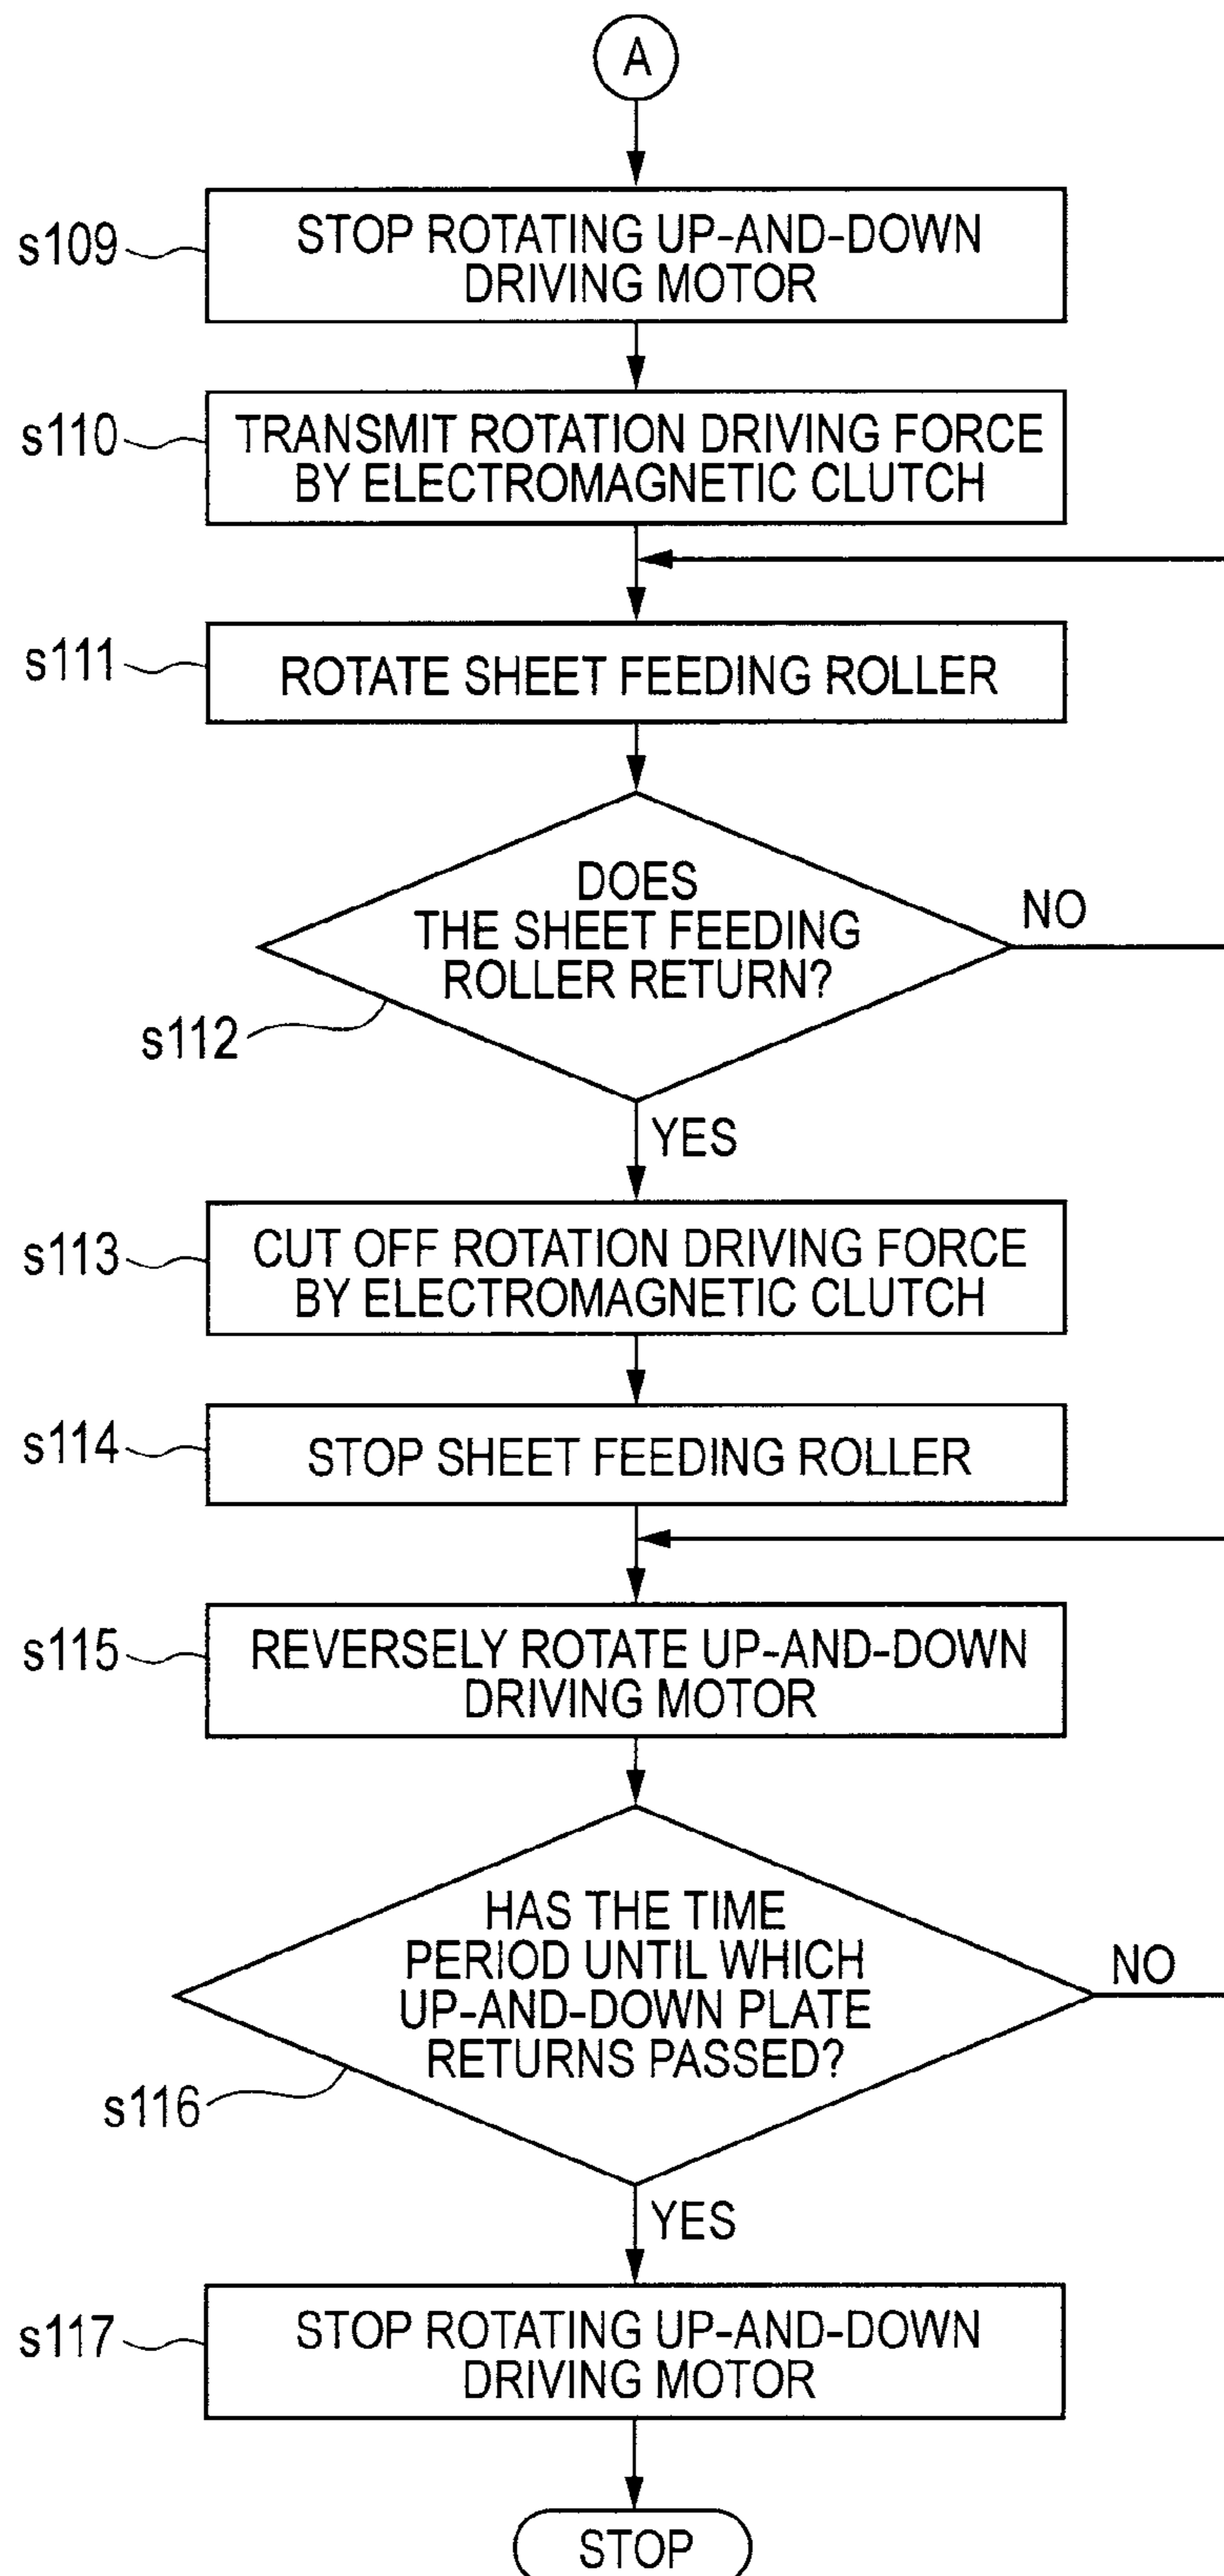 A
s109
STOP ROTATING UP-AND-DOWN
DRIVING MOTOR
s110
TRANSMIT ROTATION DRIVING FORCE
BY ELECTROMAGNETIC CLUTCH
s111
ROTATE SHEET FEEDING ROLLER
DOES
THE SHEET FEEDING
ROLLER RETURN?
NO
s112
YES
s113
CUT OFF ROTATION DRIVING FORCE
BY ELECTROMAGNETIC CLUTCH
s114
STOP SHEET FEEDING ROLLER
s115
REVERSELY ROTATE UP-AND-DOWN
DRIVING MOTOR
HAS THE TIME
PERIOD UNTIL WHICH
UP-AND-DOWN PLATE
RETURNS PASSED?
NO
s116
YES
s117
STOP ROTATING UP-AND-DOWN
DRIVING MOTOR
STOP